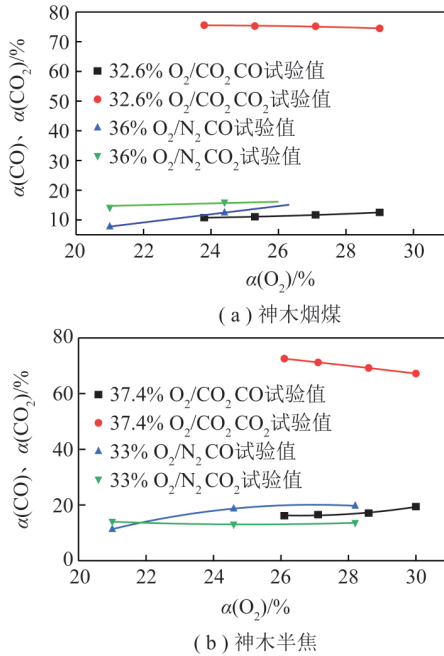 80
70
60
50
40
30
20
10
α(CO)、α(CO₂)/%
32.6% O₂/CO₂ CO试验值
32.6% O₂/CO₂ CO₂试验值
36% O₂/N₂ CO试验值
36% O₂/N₂ CO₂试验值
20 22 24 26 28 30
α(O₂)/%
( a ) 神木烟煤
80
60
40
20
0
α(CO)、α(CO₂)/%
37.4% O₂/CO₂ CO试验值
37.4% O₂/CO₂ CO₂试验值
33% O₂/N₂ CO试验值
33% O₂/N₂ CO₂试验值
20 22 24 26 28 30
α(O₂)/%
( b ) 神木半焦